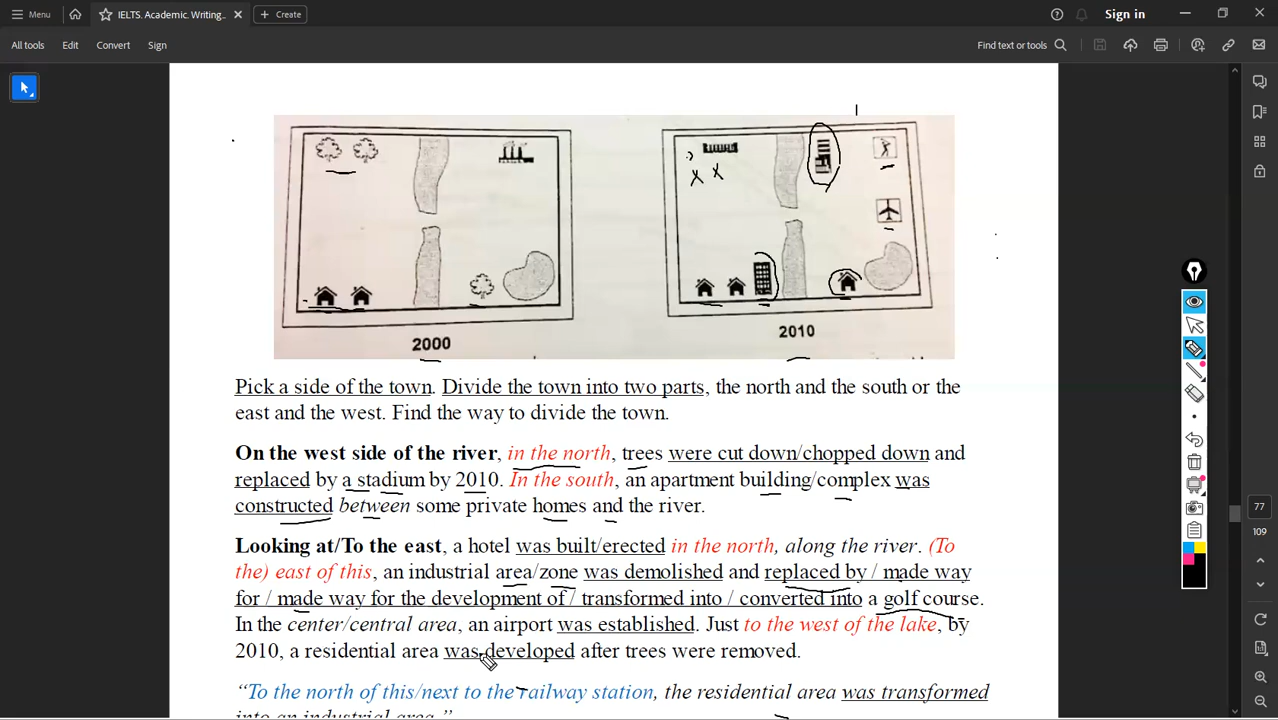 Menu
IELTS. Academic. Writing..
Create
Sign in
All tools
Edit
Convert
Sign
Find text or tools
2000
2010
Pick a side of the town. Divide the town into two parts, the north and the south or the
east and the west. Find the way to divide the town.
On the west side of the river, in the north, trees were cut down/chopped down and
replaced by a stadium by 2010. In the south, an apartment building/complex was
constructed between some private homes and the river.
Looking at/To the east, a hotel was built/erected in the north, along the river. (To
the) east of this, an industrial area/zone was demolished and replaced by / made way
for / made way for the development of / transformed into / converted into a golf course.
In the center/central area, an airport was established. Just to the west of the lake, by
2010, a residential area was developed after trees were removed.
“To the north of this/next to the railway station, the residential area was transformed
into an industrial area.”
77
109